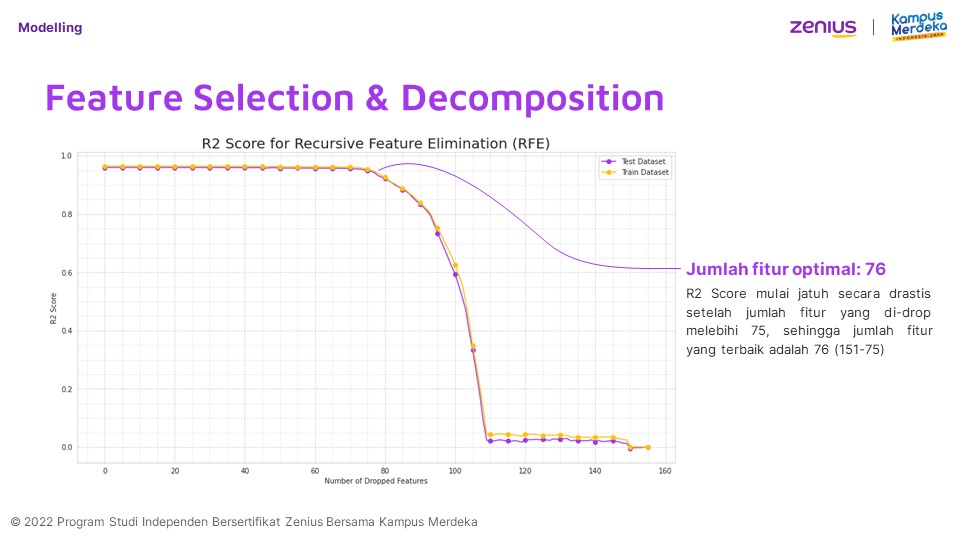 Modelling
zenius
Kampus
Merdeka
INDONESIA JAYA
Feature Selection & Decomposition
R2 Score for Recursive Feature Elimination (RFE)
Test Dataset
Train Dataset
1.0
0.8
0.6
0.4
0.2
0.0
R2 Score
0 20 40 60 80 100 120 140 160
Number of Dropped Features
Jumlah fitur optimal: 76
R2 Score mulai jatuh secara drastis
setelah jumlah fitur yang di-drop
melebihi 75, sehingga jumlah fitur
yang terbaik adalah 76 (151-75)
© 2022 Program Studi Independen Bersertifikat Zenius Bersama Kampus Merdeka